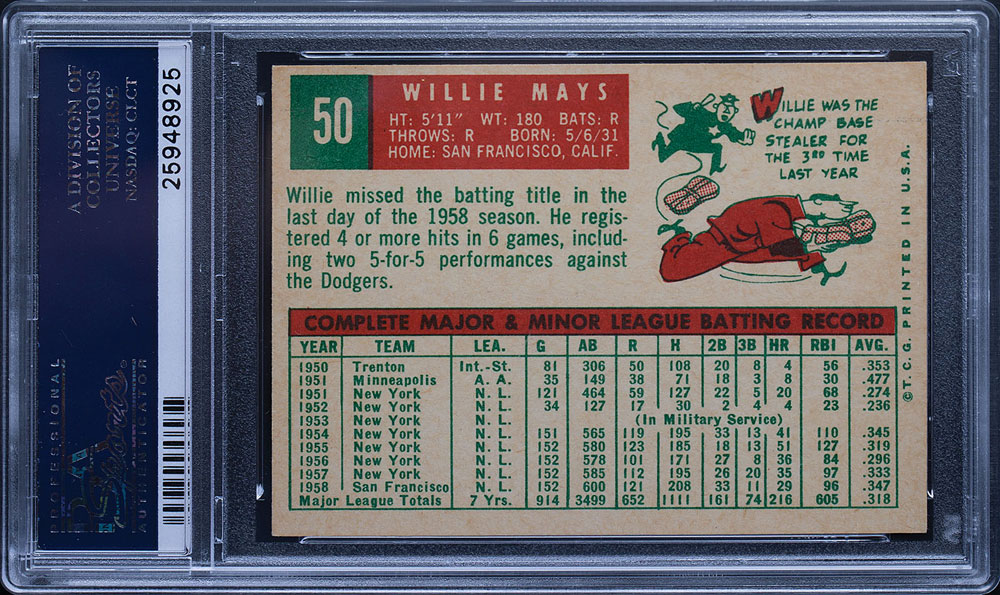 A DIVISION OF
COLLECTORS
UNIVERSE
NASDAQ: CLCT
25948925
PROFESSIONAL
PSA
AUTHENTICATOR
50
WILLIE MAYS
HT: 5'11" WT: 180 BATS: R
THROWS: R BORN: 5/6/31
HOME: SAN FRANCISCO, CALIF.
Willie missed the batting title in the
last day of the 1958 season. He regis-
tered 4 or more hits in 6 games, includ-
ing two 5-for-5 performances against
the Dodgers.
WILLIE WAS THE
CHAMP BASE
STEALER FOR
THE 3RD TIME
LAST YEAR
COMPLETE MAJOR & MINOR LEAGUE BATTING RECORD
YEAR TEAM LEA. G AB R H 2B 3B HR RBI AVG.
1950 Trenton Int.-St. 81 306 50 108 20 8 4 56 .353
1951 Minneapolis A. A. 35 149 38 71 18 3 8 30 .477
1951 New York N. L. 121 464 59 127 22 5 20 68 .274
1952 New York N. L. 34 127 17 30 2 4 4 23 .236
1953 New York N. L. (In Military Service)
1954 New York N. L. 151 565 119 195 33 13 41 110 .345
1955 New York N. L. 152 580 123 185 18 13 51 127 .319
1956 New York N. L. 152 578 101 171 27 8 36 84 .296
1957 New York N. L. 152 585 112 195 26 20 35 97 .333
1958 San Francisco N. L. 152 600 121 208 33 11 29 96 .347
Major League Totals 7 Yrs. 914 3499 652 1111 161 74 216 605 .318
© T. C. G. PRINTED IN U.S.A.